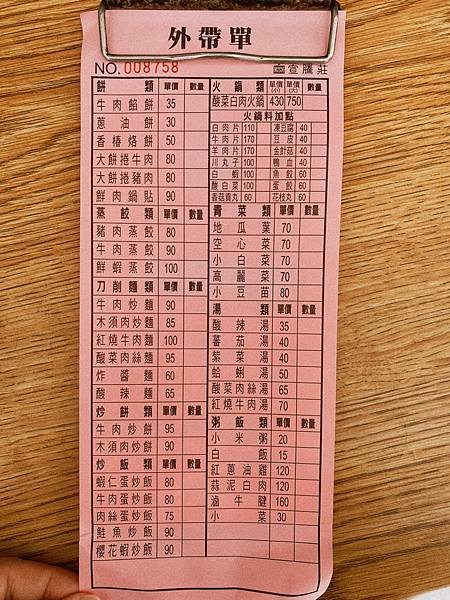 外帶單
NO. 008758
宣騰莊
餅類 單價 數量
牛肉餡餅 35
蔥油餅 30
香椿烙餅 50
大餅捲牛肉 80
大餅捲豬肉 80
鮮肉鍋貼 90
蒸餃類 單價 數量
豬肉蒸餃 80
牛肉蒸餃 90
鮮蝦蒸餃 100
刀削麵類 單價 數量
牛肉炒麵 90
木須肉炒麵 85
紅燒牛肉麵 100
酸菜肉絲麵 95
炸醬麵 60
酸辣麵 65
炒餅類 單價 數量
牛肉炒餅 95
木須肉炒餅 90
炒飯類 單價 數量
蝦仁蛋炒飯 80
牛肉蛋炒飯 80
肉絲蛋炒飯 75
鮭魚炒飯 90
櫻花蝦炒飯 90
火鍋類 單價(小) 單價(大) 數量
酸菜白肉火鍋 430 750
火鍋料加點
白肉片 110 凍豆腐 40
牛肉片 170 豆皮 40
羊肉片 170 金針菇 40
川丸子 100 鴨血 40
白蝦 100 魚餃 60
酸白菜 100 蛋餃 60
香菇貢丸 60 花枝丸 60
青菜類 單價 數量
地瓜葉 70
空心菜 70
小白菜 70
高麗菜 70
小豆苗 80
湯類 單價 數量
酸辣湯 35
蕃茄湯 40
紫菜湯 40
蛤蜊湯 50
酸菜肉絲湯 65
紅燒牛肉湯 70
粥飯類 單價 數量
小米粥 20
白飯 15
紅蔥油雞 120
蒜泥白肉 120
滷牛腱 160
小菜 30